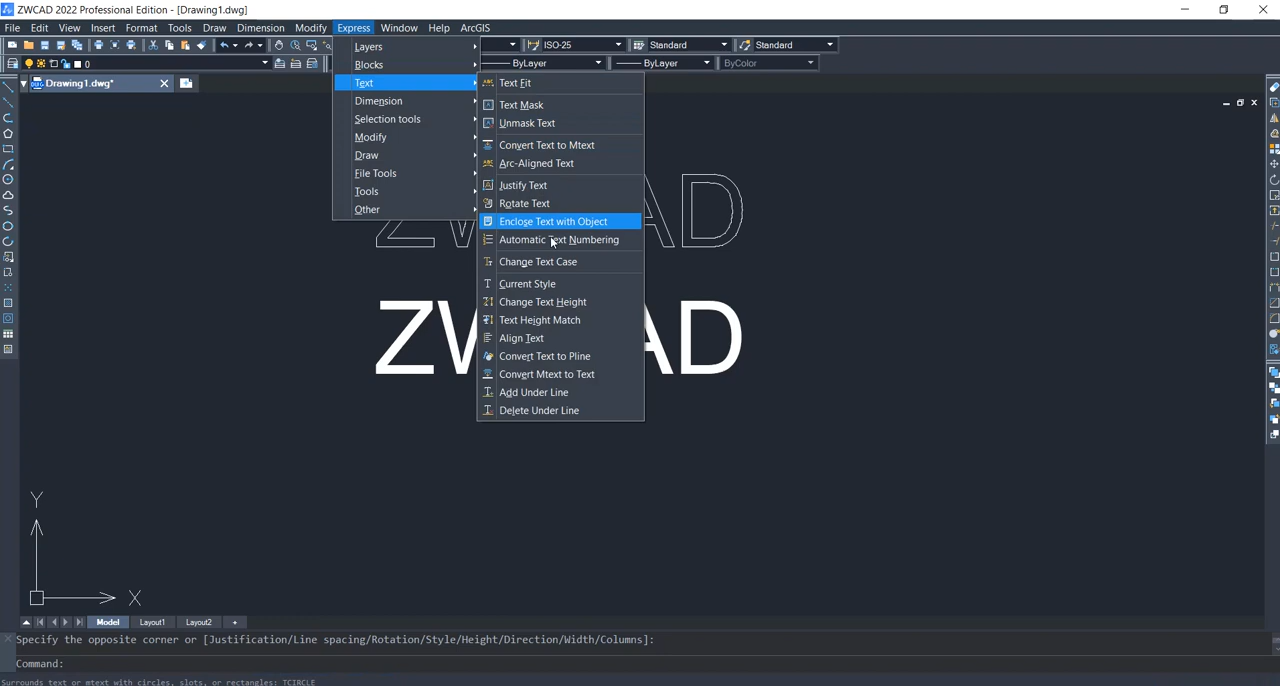 ZWCAD 2022 Professional Edition - [Drawing1.dwg]
File Edit View Insert Format Tools Draw Dimension Modify Express Window Help ArcGIS
ISO-25 Standard Standard
0 ByLayer ByLayer ByColor
Drawing1.dwg*
Layers
Blocks
Text
Dimension
Selection tools
Modify
Draw
File Tools
Tools
Other
Text Fit
Text Mask
Unmask Text
Convert Text to Mtext
Arc-Aligned Text
Justify Text
Rotate Text
Enclose Text with Object
Automatic Text Numbering
Change Text Case
Current Style
Change Text Height
Text Height Match
Align Text
Convert Text to Pline
Convert Mtext to Text
Add Under Line
Delete Under Line
ZW AD
ZW AD
Y
X
Model Layout1 Layout2 +
Specify the opposite corner or [Justification/Line spacing/Rotation/Style/Height/Direction/Width/Columns]:
Command:
Surrounds text or mtext with circles, slots, or rectangles: TCIRCLE